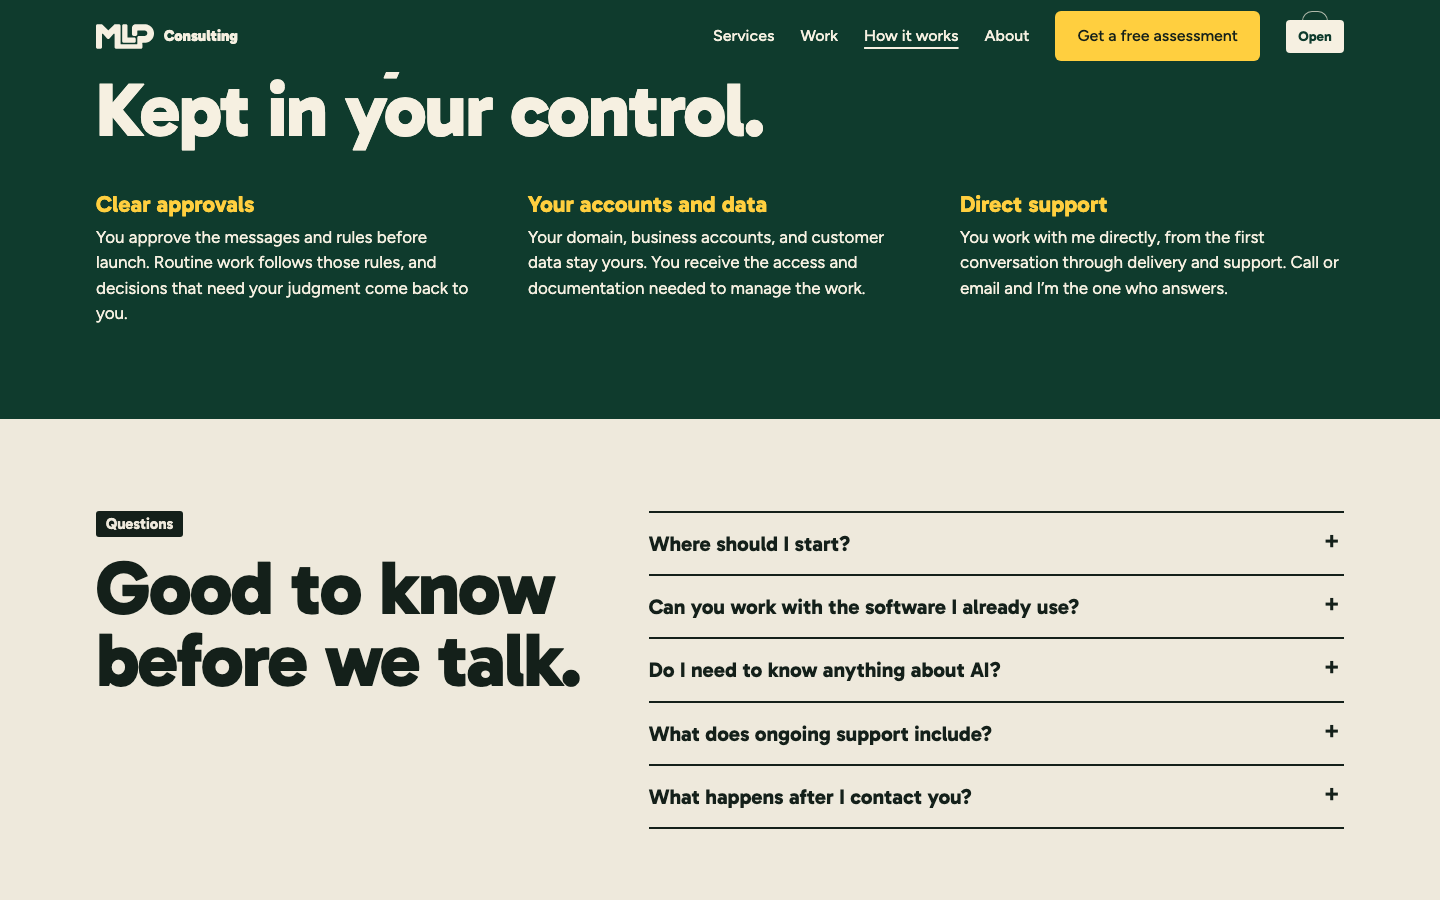 MLP Consulting
Services
Work
How it works
About
Get a free assessment
Open
Kept in your control.
Clear approvals
You approve the messages and rules before
launch. Routine work follows those rules, and
decisions that need your judgment come back to
you.
Your accounts and data
Your domain, business accounts, and customer
data stay yours. You receive the access and
documentation needed to manage the work.
Direct support
You work with me directly, from the first
conversation through delivery and support. Call or
email and I’m the one who answers.
Questions
Good to know
before we talk.
Where should I start?
+
Can you work with the software I already use?
+
Do I need to know anything about AI?
+
What does ongoing support include?
+
What happens after I contact you?
+